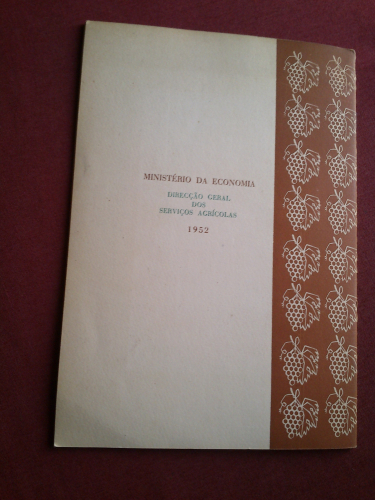 MINISTÉRIO DA ECONOMIA
DIRECÇÃO GERAL
DOS
SERVIÇOS AGRÍCOLAS
1952